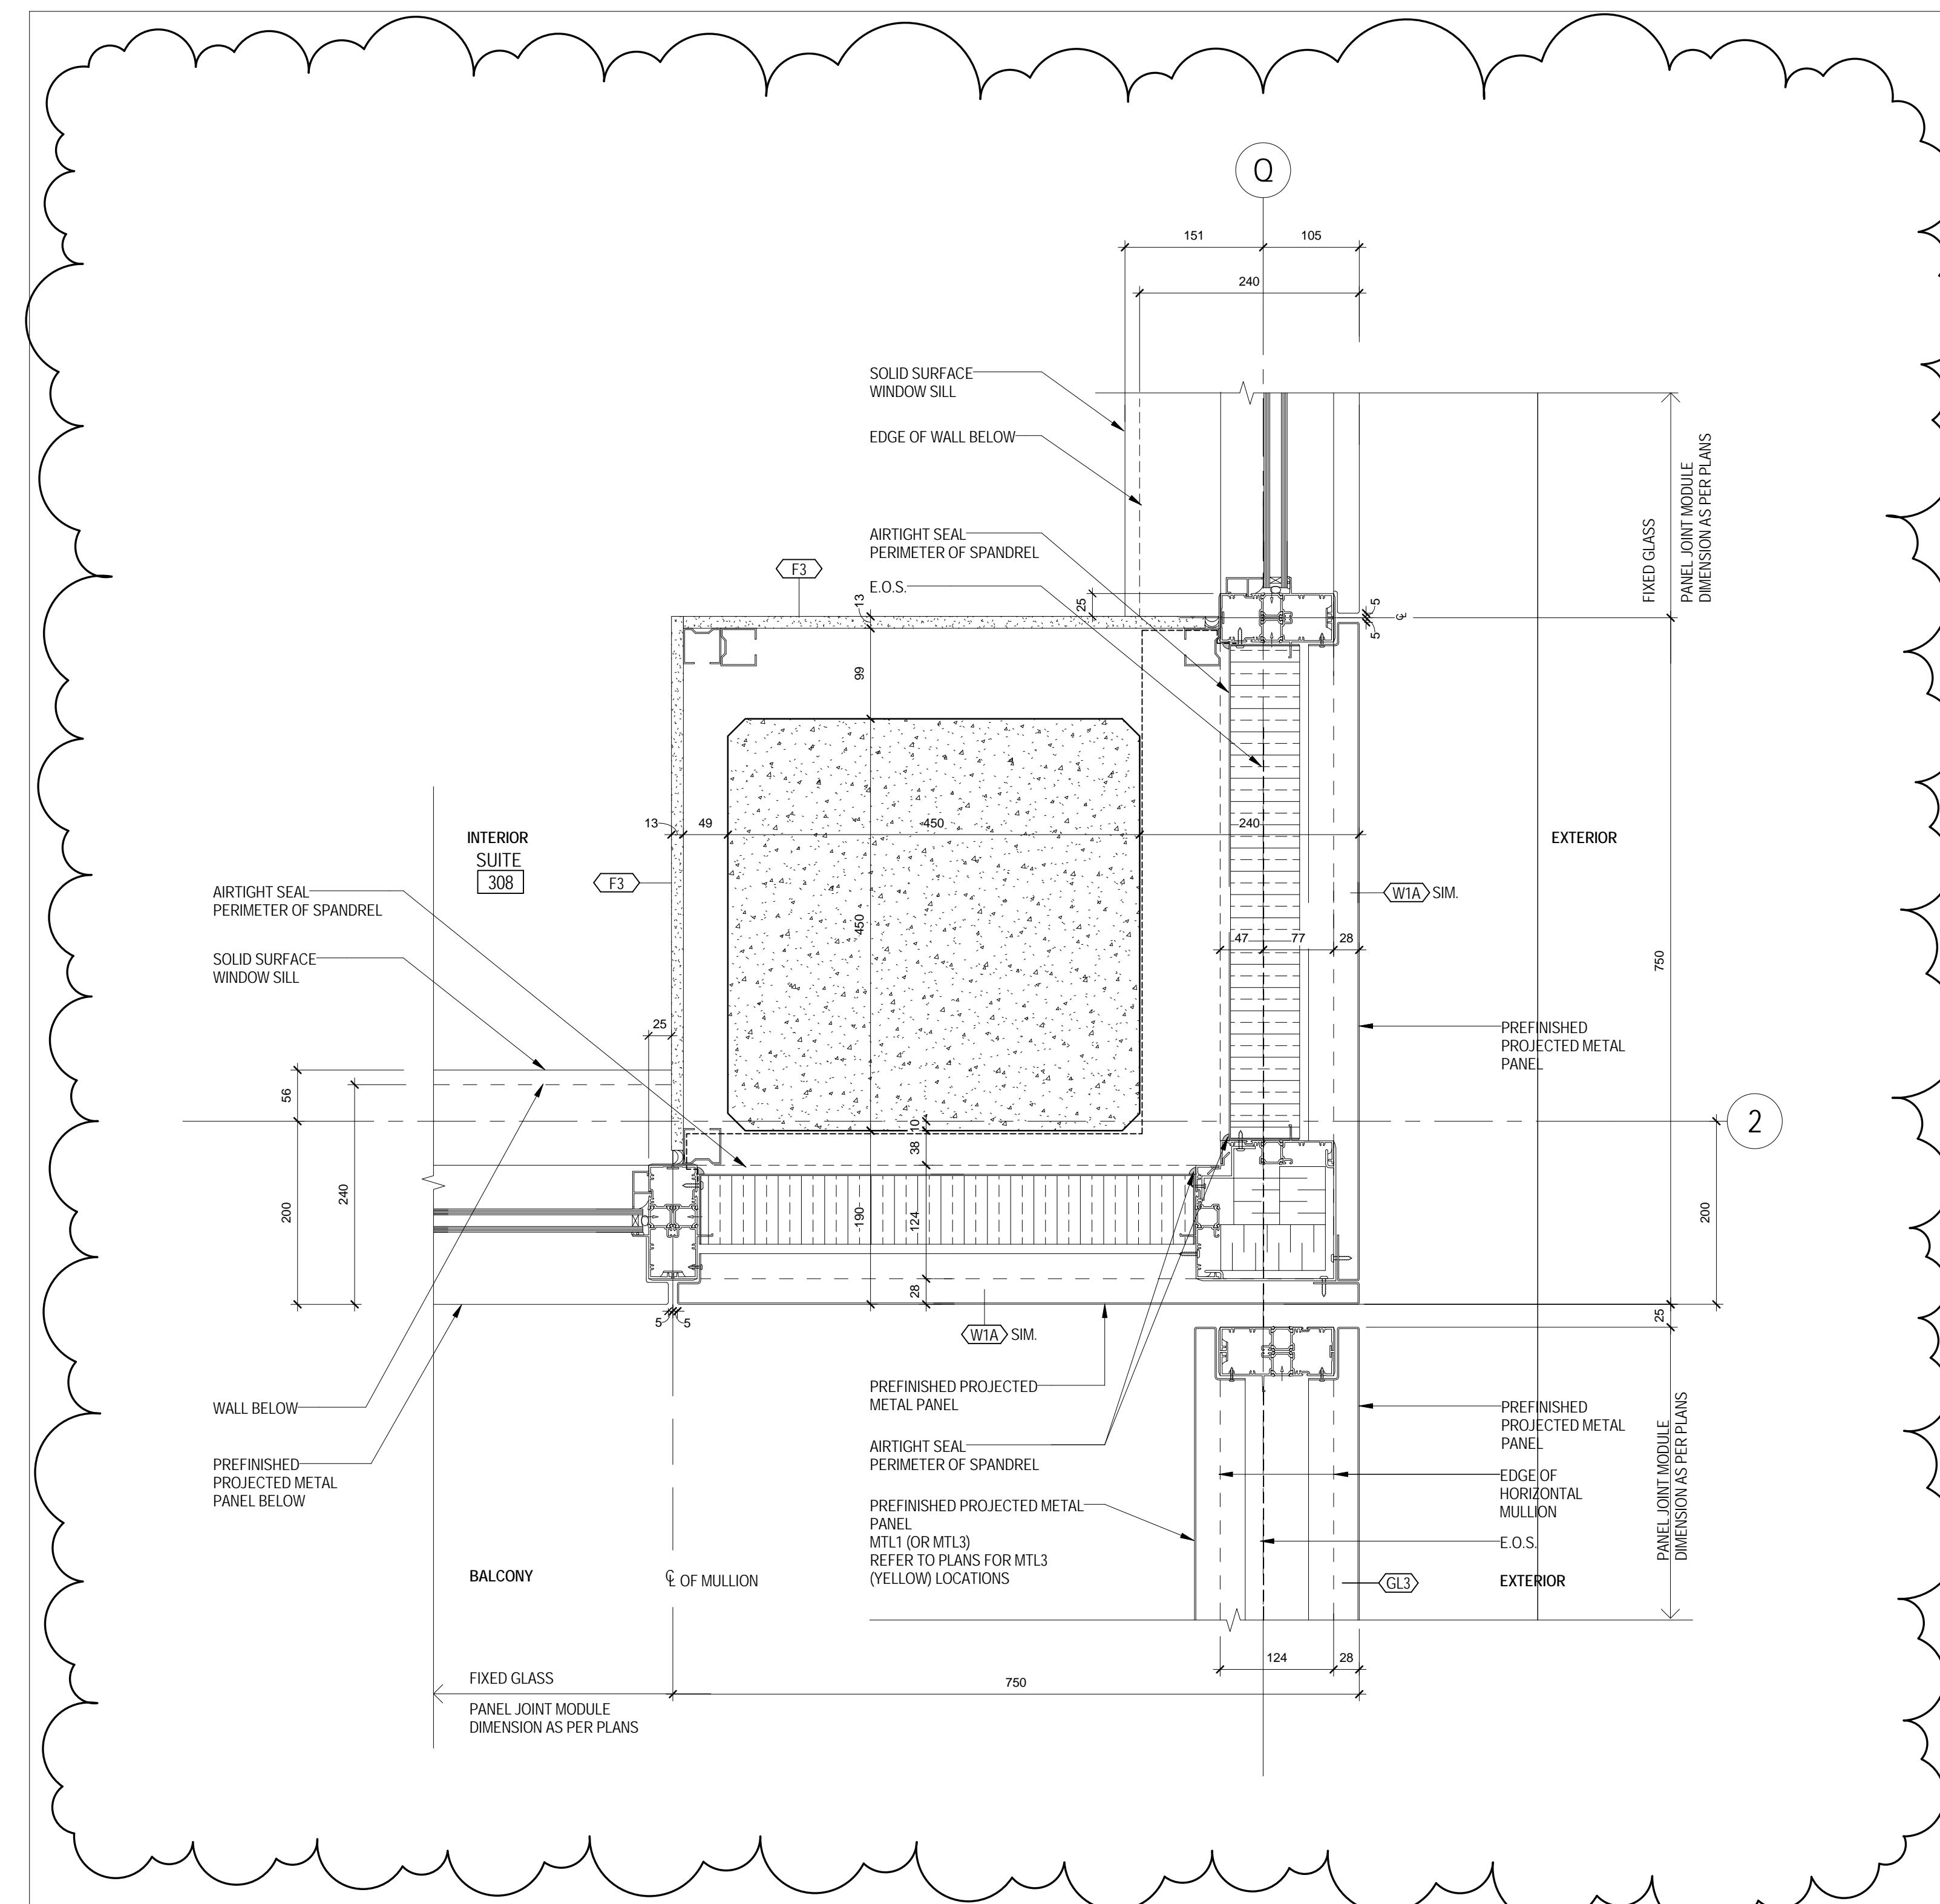 Q
151
105
240
SOLID SURFACE
WINDOW SILL
EDGE OF WALL BELOW
AIRTIGHT SEAL
PERIMETER OF SPANDREL
E.O.S.
F3
13
25
5
5
℄
FIXED GLASS
PANEL JOINT MODULE
DIMENSION AS PER PLANS
99
13
49
450
240
INTERIOR
SUITE
308
F3
EXTERIOR
W1A SIM.
AIRTIGHT SEAL
PERIMETER OF SPANDREL
SOLID SURFACE
WINDOW SILL
450
47
77
28
750
25
PREFINISHED
PROJECTED METAL
PANEL
56
200
240
10
38
190
124
28
2
200
25
5
5
W1A SIM.
WALL BELOW
PREFINISHED
PROJECTED METAL
PANEL BELOW
PREFINISHED PROJECTED
METAL PANEL
AIRTIGHT SEAL
PERIMETER OF SPANDREL
PREFINISHED PROJECTED METAL
PANEL
MTL1 (OR MTL3)
REFER TO PLANS FOR MTL3
(YELLOW) LOCATIONS
PREFINISHED
PROJECTED METAL
PANEL
EDGE OF
HORIZONTAL
MULLION
E.O.S.
GL3
EXTERIOR
PANEL JOINT MODULE
DIMENSION AS PER PLANS
BALCONY
℄ OF MULLION
124
28
FIXED GLASS
750
PANEL JOINT MODULE
DIMENSION AS PER PLANS